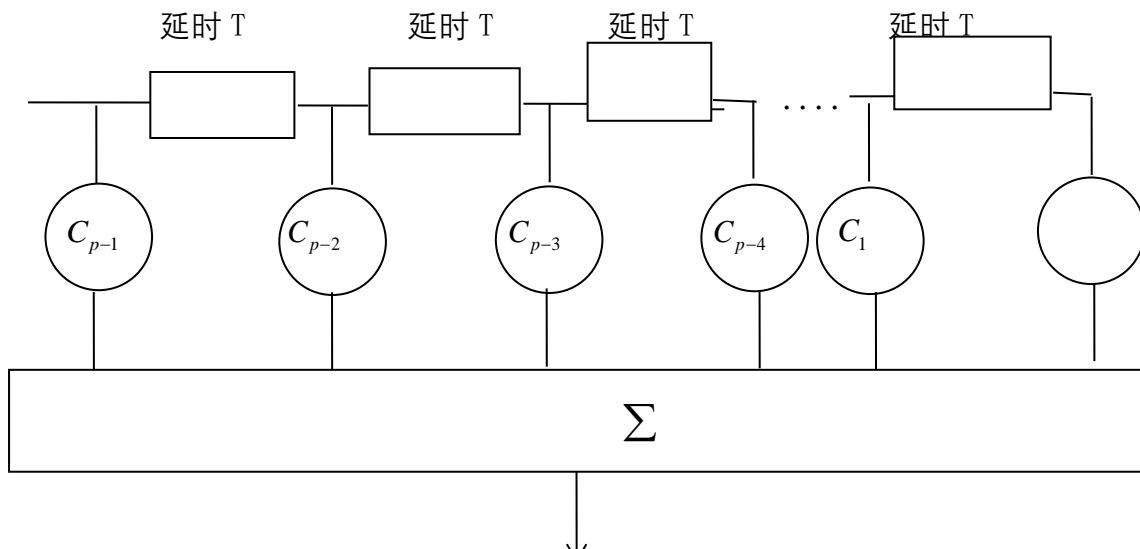 延时 T 延时 T 延时 T 延时 T
. . . .
C_{p-1} C_{p-2} C_{p-3} C_{p-4} C_1
Σ